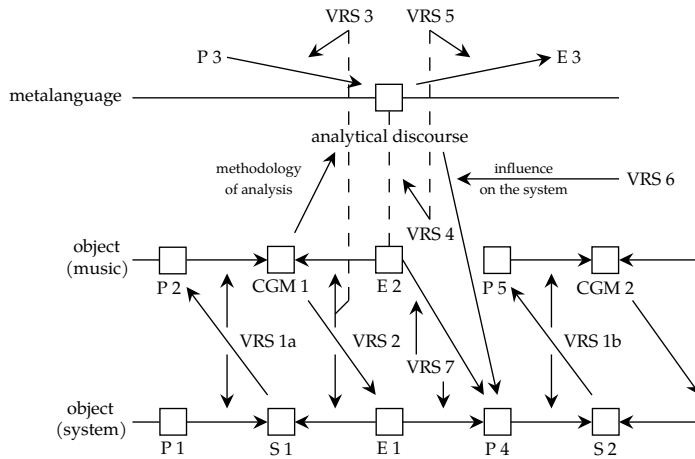 VRS 3
VRS 5
P 3
E 3
metalanguage
analytical discourse
methodology
of analysis
influence
on the system
VRS 6
VRS 4
object
(music)
P 2
CGM 1
E 2
P 5
CGM 2
VRS 1a
VRS 2
VRS 7
VRS 1b
object
(system)
P 1
S 1
E 1
P 4
S 2